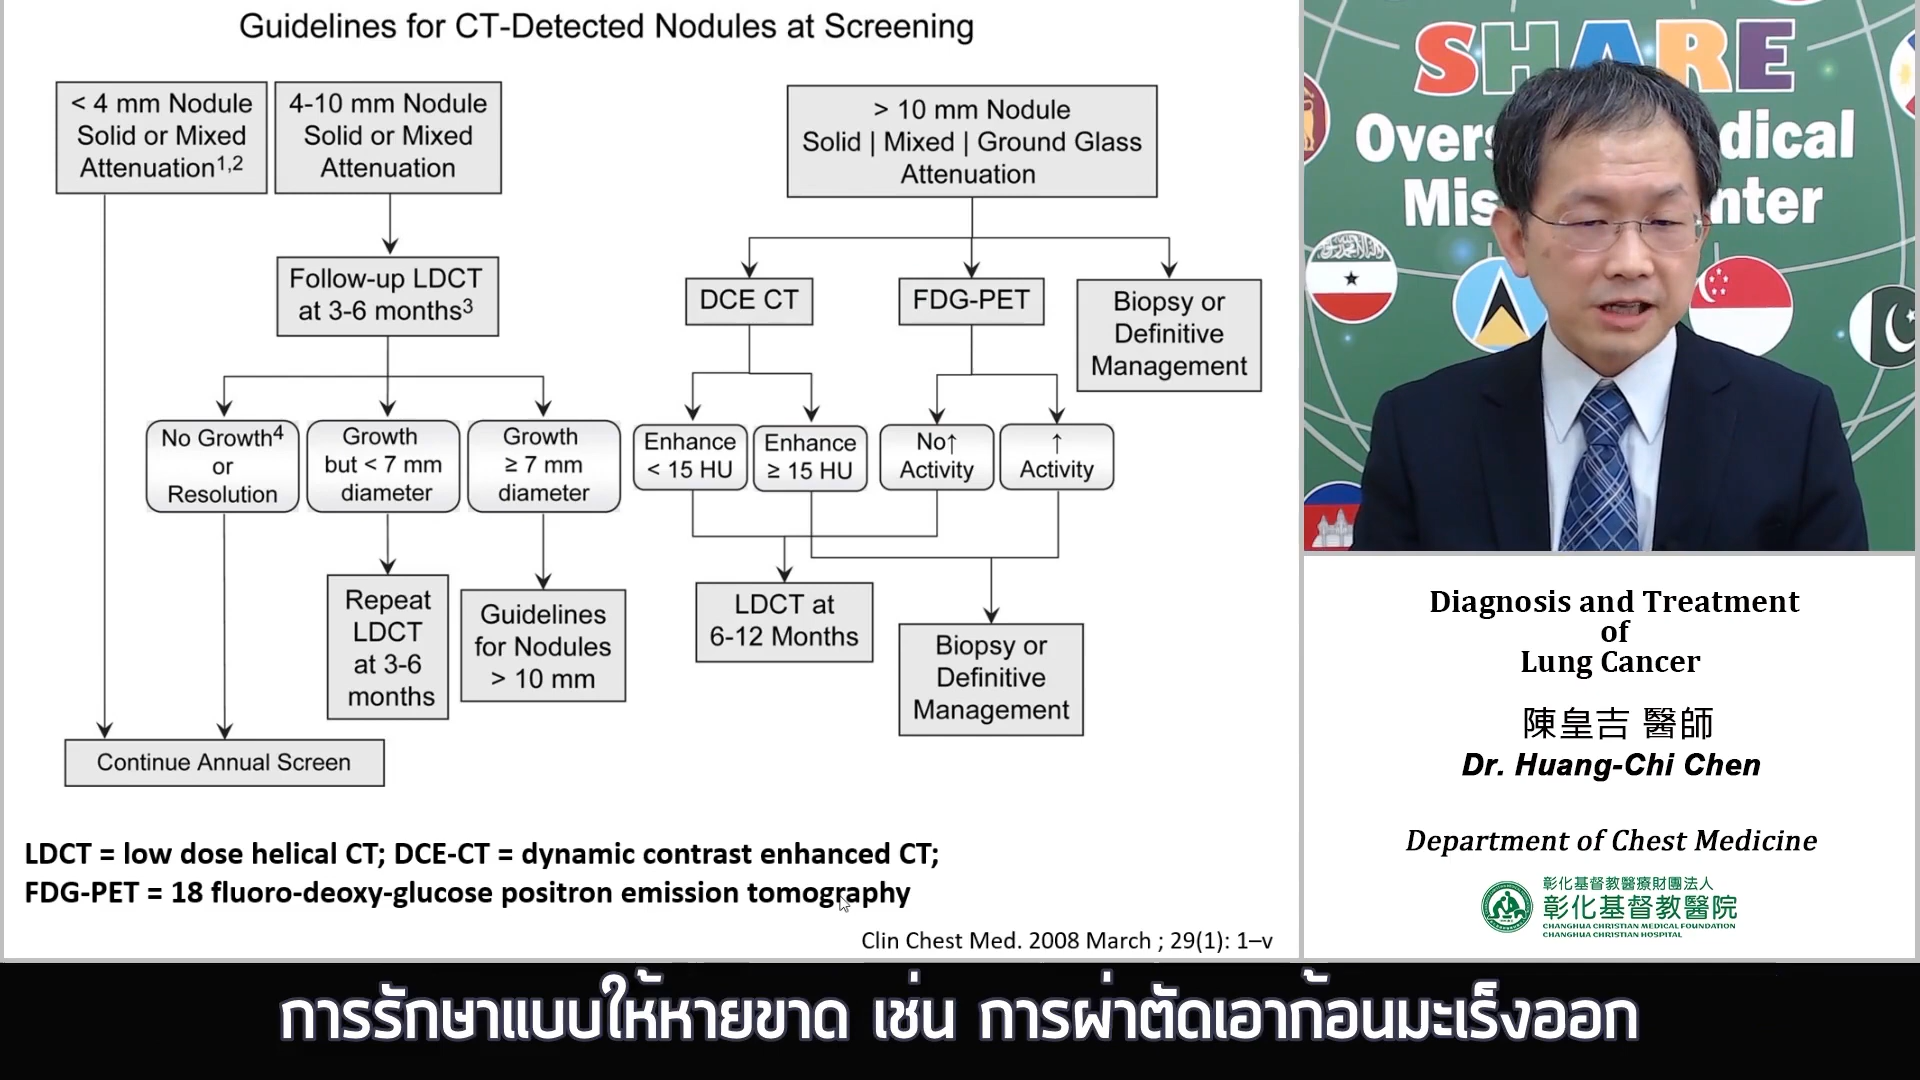 Guidelines for CT-Detected Nodules at Screening
< 4 mm Nodule
Solid or Mixed
Attenuation1,2
4-10 mm Nodule
Solid or Mixed
Attenuation
> 10 mm Nodule
Solid | Mixed | Ground Glass
Attenuation
Follow-up LDCT
at 3-6 months3
DCE CT
FDG-PET
Biopsy or
Definitive
Management
No Growth4
or
Resolution
Growth
but < 7 mm
diameter
Growth
≥ 7 mm
diameter
Enhance
< 15 HU
Enhance
≥ 15 HU
No↑
Activity
↑
Activity
Repeat
LDCT
at 3-6
months
Guidelines
for Nodules
> 10 mm
LDCT at
6-12 Months
Biopsy or
Definitive
Management
Continue Annual Screen
LDCT = low dose helical CT; DCE-CT = dynamic contrast enhanced CT;
FDG-PET = 18 fluoro-deoxy-glucose positron emission tomography
Clin Chest Med. 2008 March ; 29(1): 1–v
SHARE
Diagnosis and Treatment
of
Lung Cancer
陳皇吉 醫師
Dr. Huang-Chi Chen
Department of Chest Medicine
彰化基督教醫療財團法人
彰化基督教醫院
CHANGHUA CHRISTIAN MEDICAL FOUNDATION
CHANGHUA CHRISTIAN HOSPITAL
การรักษาแบบให้หายขาด เช่น การผ่าตัดเอาก้อนมะเร็งออก